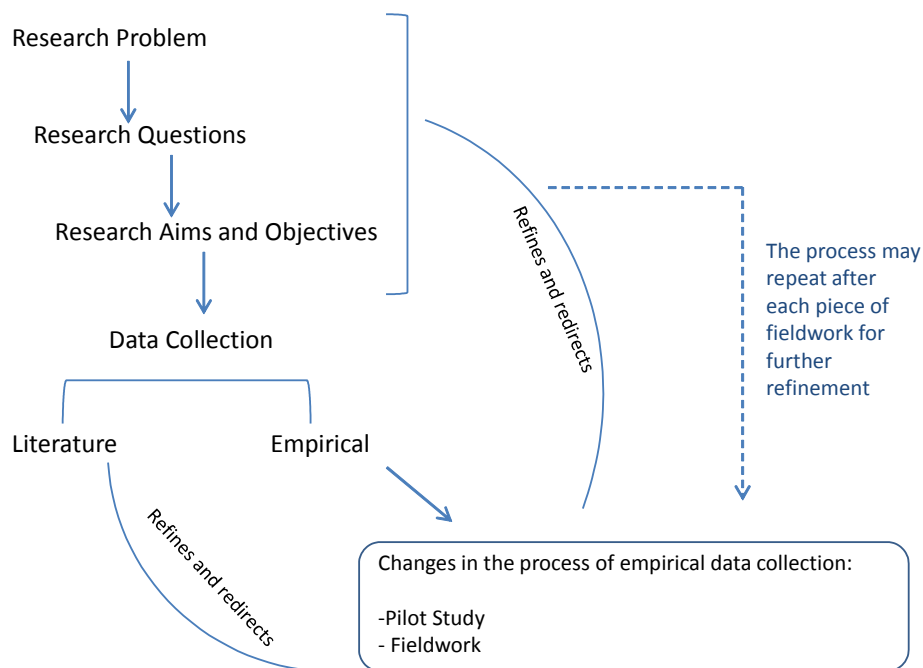 Research Problem
Research Questions
Research Aims and Objectives
Data Collection
Literature
Empirical
Refines and redirects
Refines and redirects
The process may
repeat after
each piece of
fieldwork for
further
refinement
Changes in the process of empirical data collection:
-Pilot Study
- Fieldwork